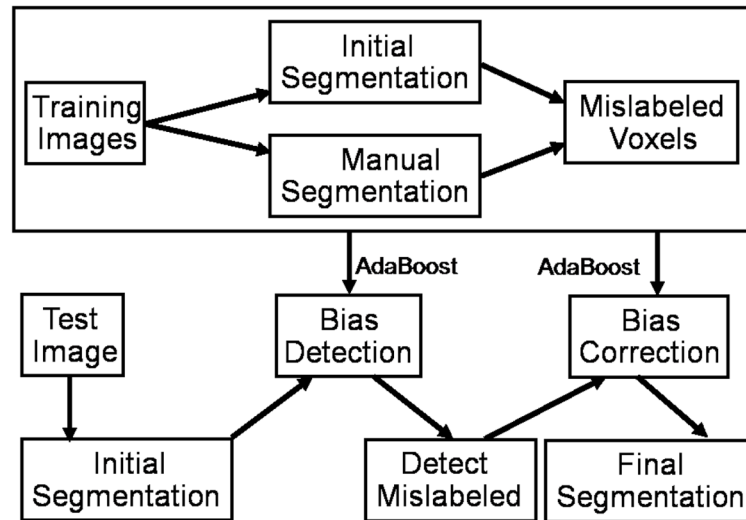 Initial
Segmentation
Training
Images
Mislabeled
Voxels
Manual
Segmentation
AdaBoost
AdaBoost
Test
Image
Bias
Detection
Bias
Correction
Initial
Segmentation
Detect
Mislabeled
Final
Segmentation